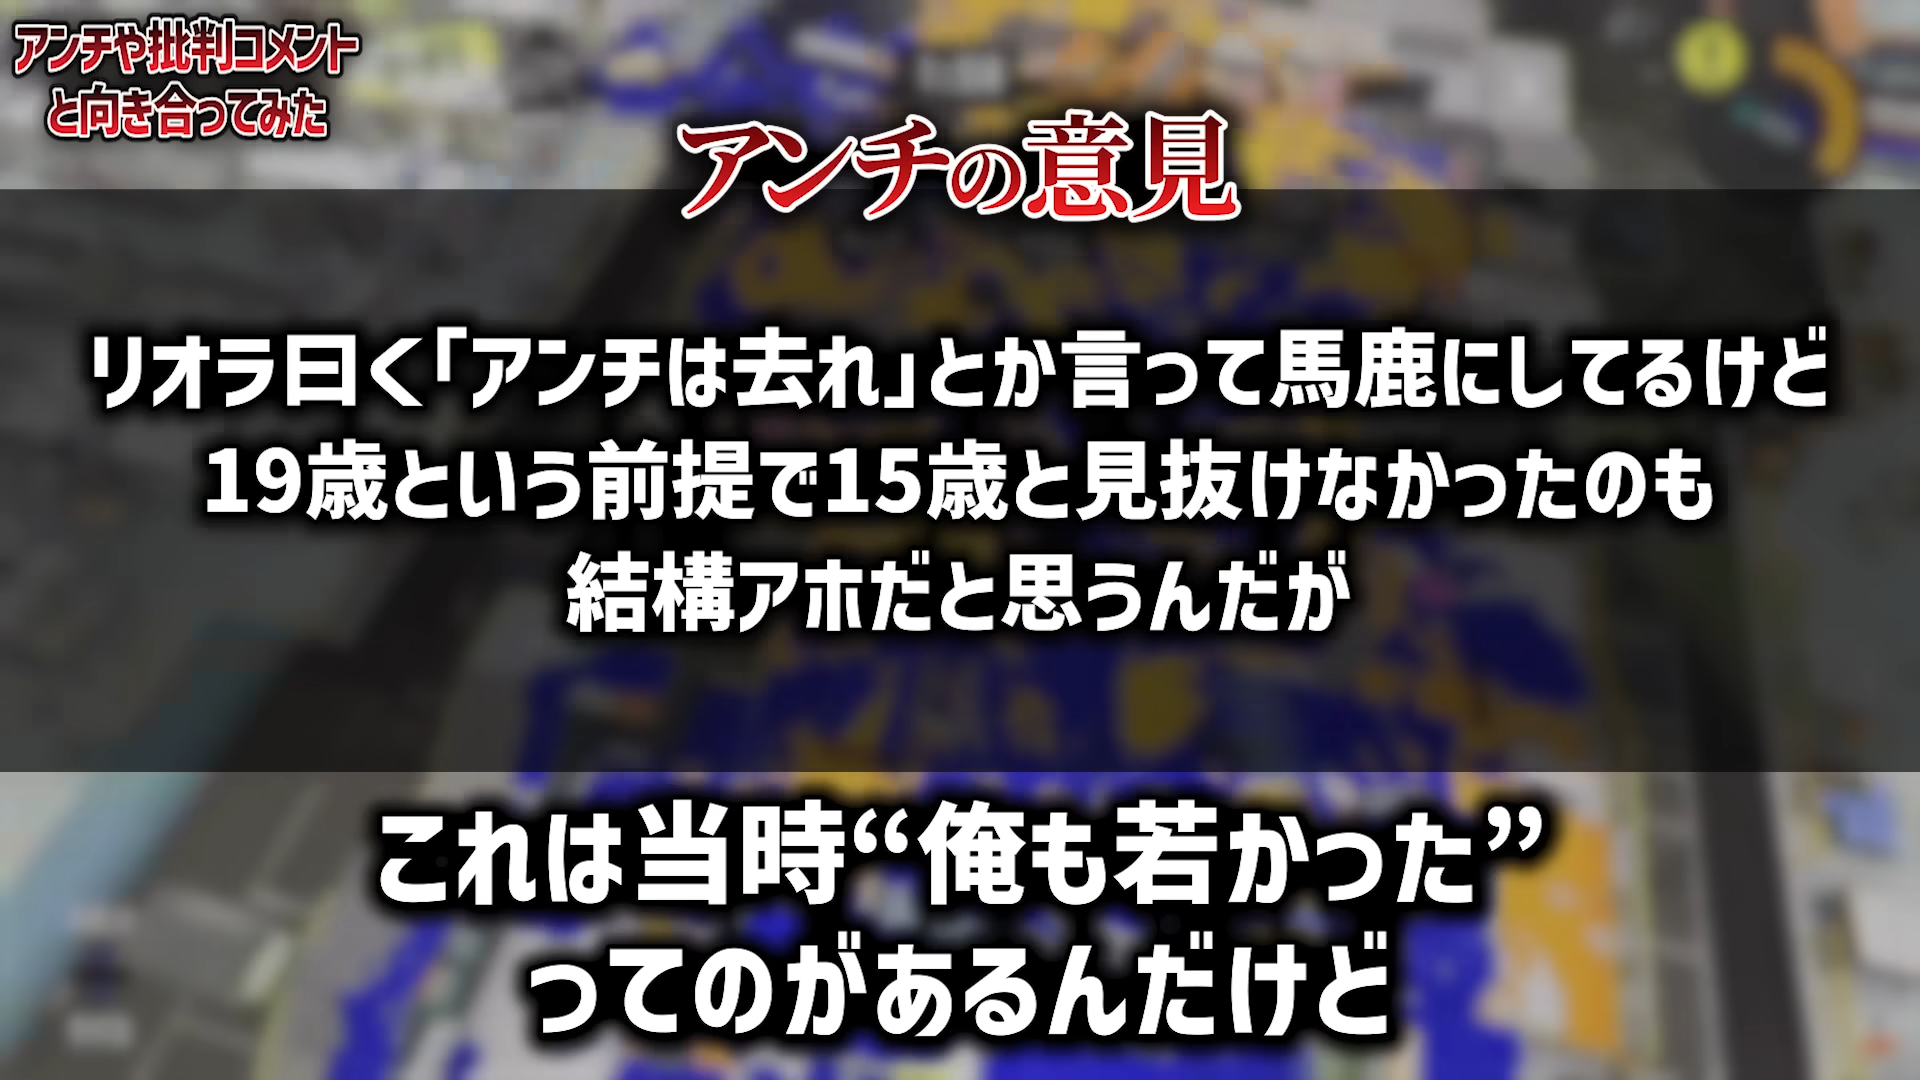 アンチや批判コメント
と向き合ってみた
アンチの意見
リオラ曰く「アンチは去れ」とか言って馬鹿にしてるけど
19歳という前提で15歳と見抜けなかったのも
結構アホだと思うんだが
これは当時“俺も若かった”
ってのがあるんだけど